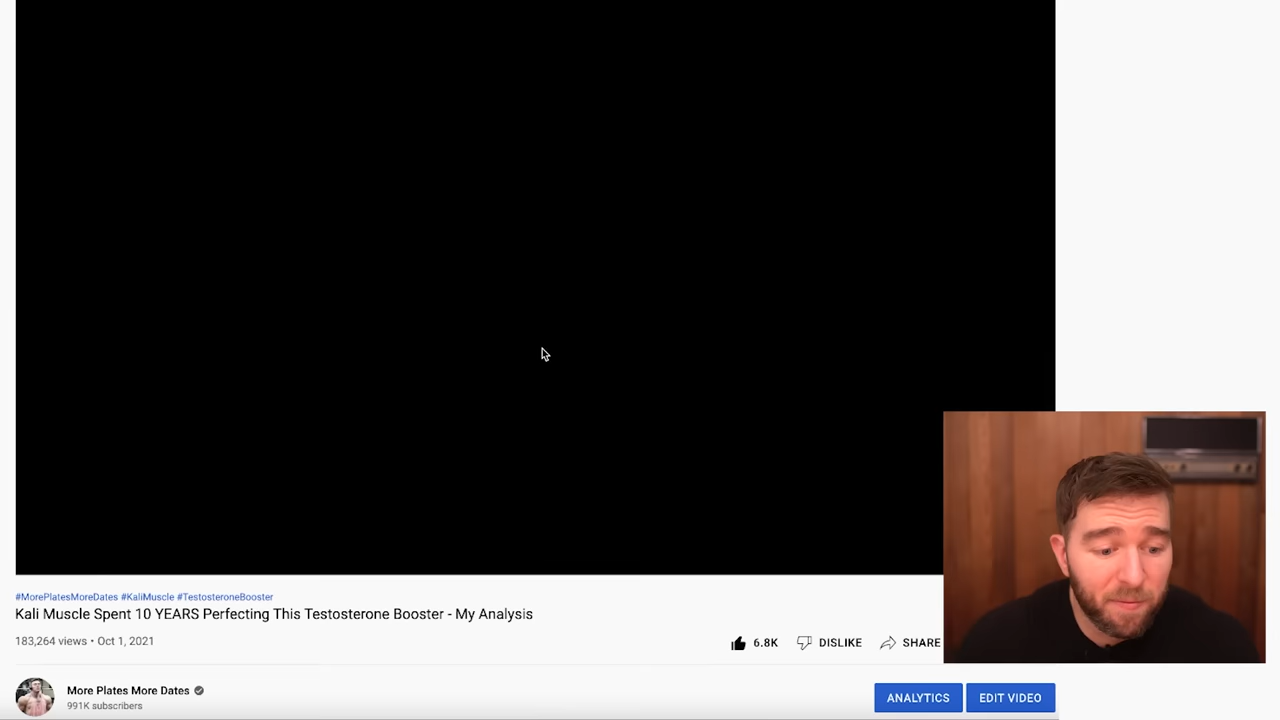 #MorePlatesMoreDates #KaliMuscle #TestosteroneBooster
Kali Muscle Spent 10 YEARS Perfecting This Testosterone Booster - My Analysis
183,264 views • Oct 1, 2021
6.8K DISLIKE SHARE
More Plates More Dates
991K subscribers
ANALYTICS EDIT VIDEO